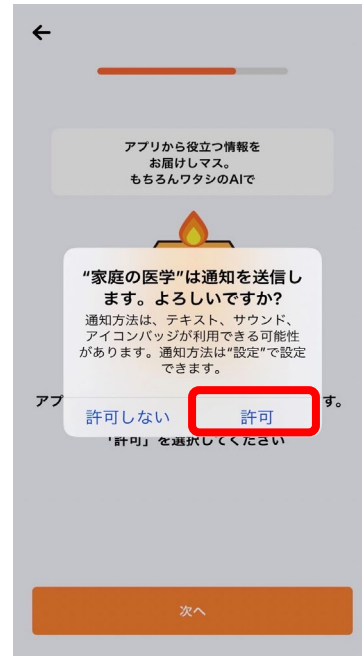 アプリから役立つ情報を
お届けしマス。
もちろんワタシのAIで
“家庭の医学”は通知を送信し
ます。よろしいですか?
通知方法は、テキスト、サウンド、
アイコンバッジが利用できる可能性
があります。通知方法は“設定”で設定
できます。
アプ
す。
許可しない
許可
「許可」を選択してください
次へ